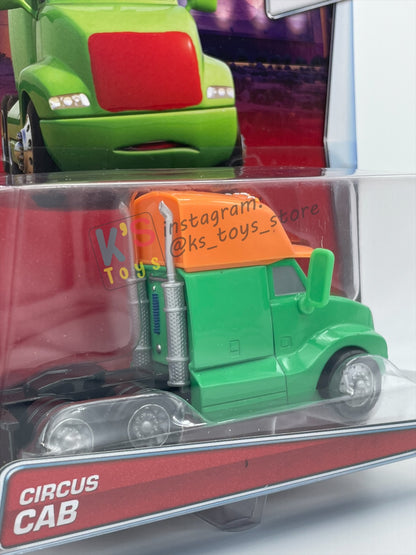 K'S
Toys
instagram:
@ks_toys_store
CIRCUS
CAB